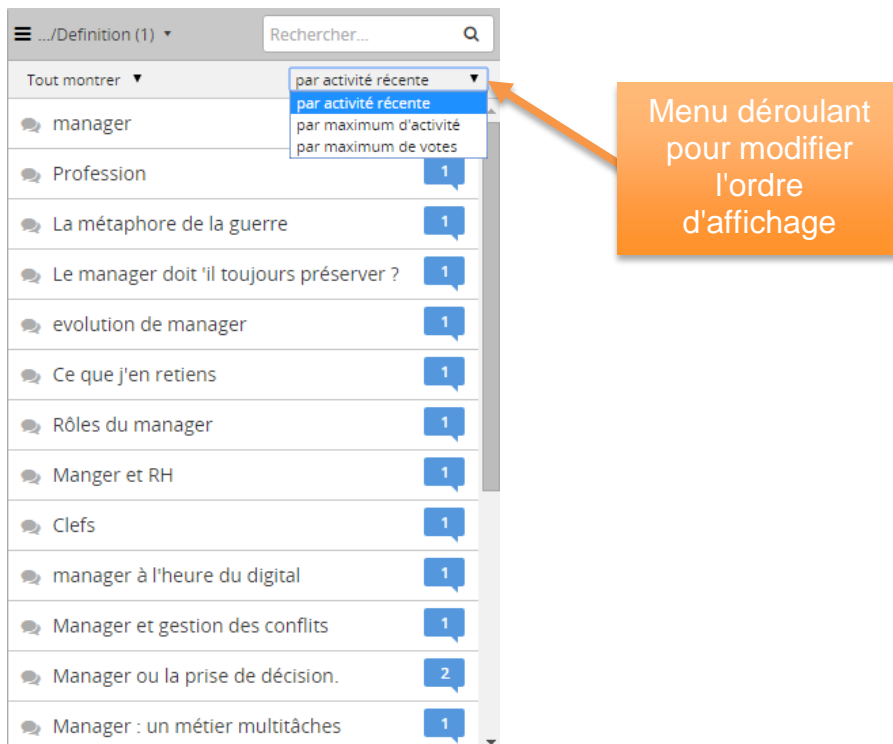 .../Definition (1)
Rechercher...
Tout montrer
par activité récente
par activité récente
par maximum d'activité
par maximum de votes
manager
Profession
1
La métaphore de la guerre
1
Le manager doit 'il toujours préserver ?
1
evolution de manager
1
Ce que j'en retiens
1
Rôles du manager
1
Manger et RH
1
Clefs
1
manager à l'heure du digital
1
Manager et gestion des conflits
1
Manager ou la prise de décision.
2
Manager : un métier multitâches
1
Menu déroulant
pour modifier
l'ordre
d'affichage